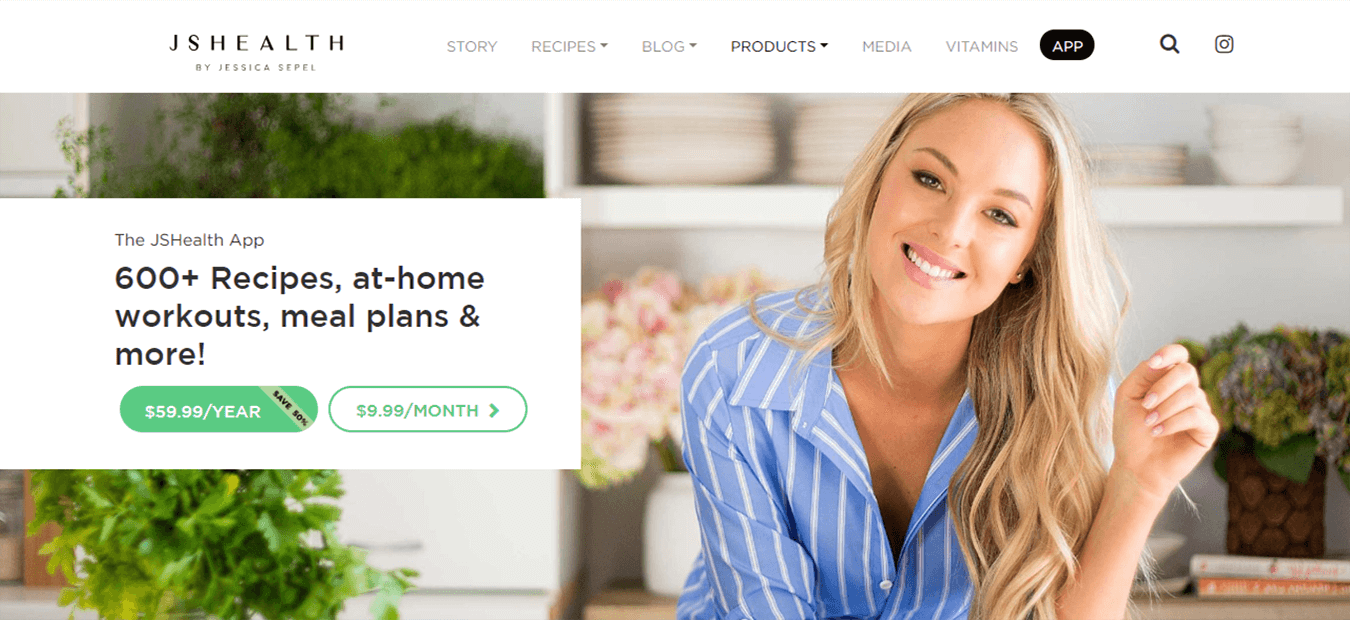 JSHEALTH
BY JESSICA SEPEL
STORY RECIPES BLOG PRODUCTS MEDIA VITAMINS APP
The JSHealth App
600+ Recipes, at-home
workouts, meal plans &
more!
$59.99/YEAR SAVE 50% $9.99/MONTH